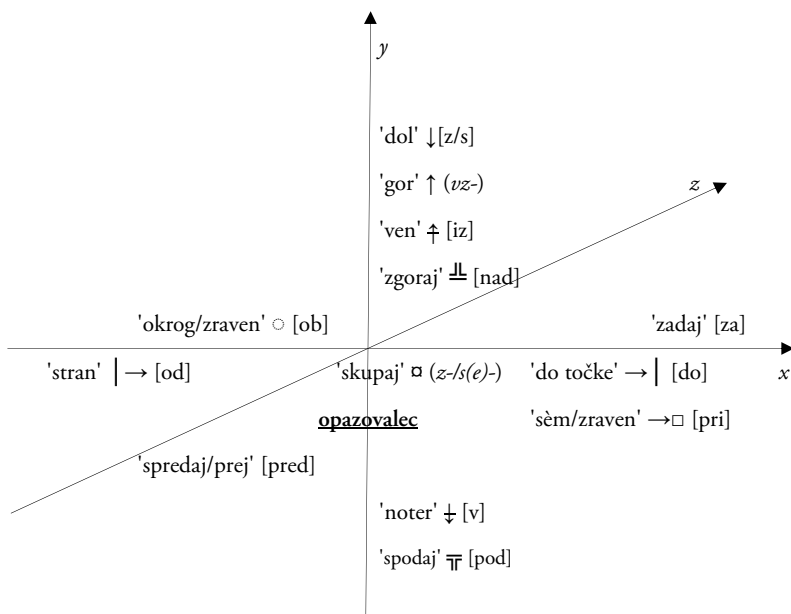 y
'dol' ↓[z/s]
z
'gor' ↑ (vz-)
'ven' ⤉ [iz]
'zgoraj' ╩ [nad]
'okrog/zraven' ◌ [ob]
'zadaj' [za]
'stran' |→ [od]
'skupaj' ¤ (z-/s(e)-)
'do točke' →| [do]
x
opazovalec
'sèm/zraven' →□ [pri]
'spredaj/prej' [pred]
'noter' ⤈ [v]
'spodaj' ╦ [pod]